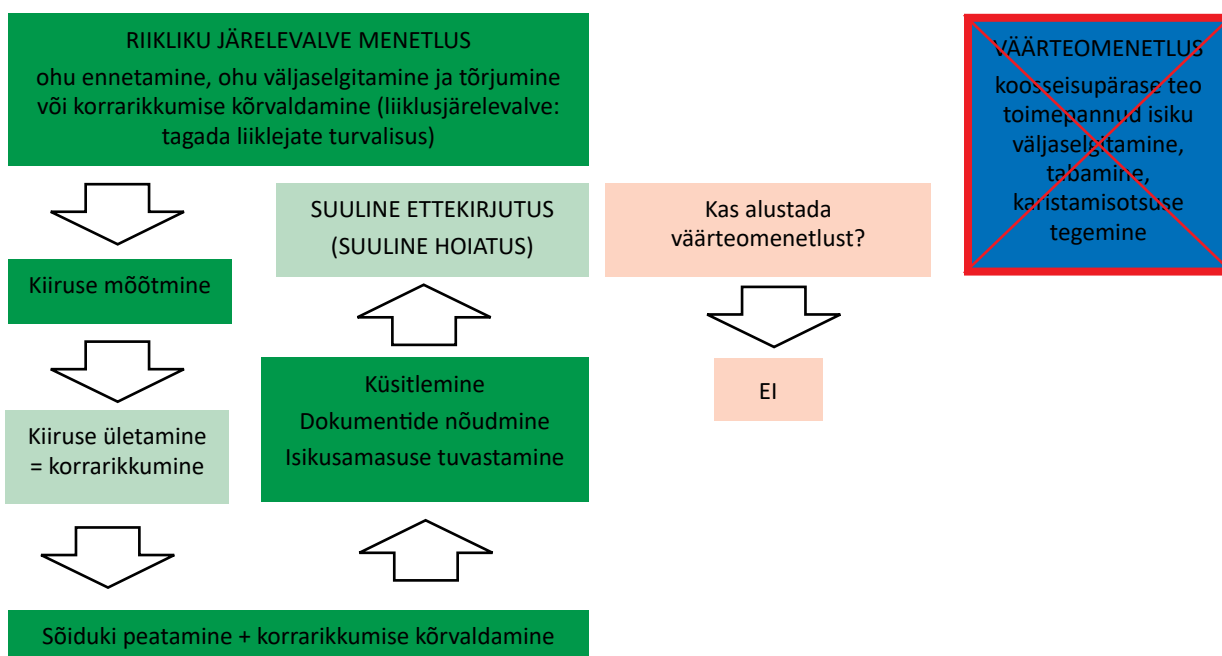 RIIKLIKU JÄRELEVALVE MENETLUS
ohu ennetamine, ohu väljaselgitamine ja tõrjumine
või korrarikkumise kõrvaldamine (liiklusjärelevalve:
tagada liiklejate turvalisus)
Kiiruse mõõtmine
Kiiruse ületamine
= korrarikkumine
Sõiduki peatamine + korrarikkumise kõrvaldamine
Küsitlemine
Dokumentide nõudmine
Isikusamasuse tuvastamine
SUULINE ETTEKIRJUTUS
(SUULINE HOIATUS)
Kas alustada
väärteomenetlust?
EI
VÄÄRTEOMENETLUS
koosseisupärase teo
toimepannud isiku
väljaselgitamine,
tabamine,
karistamisotsuse
tegemine